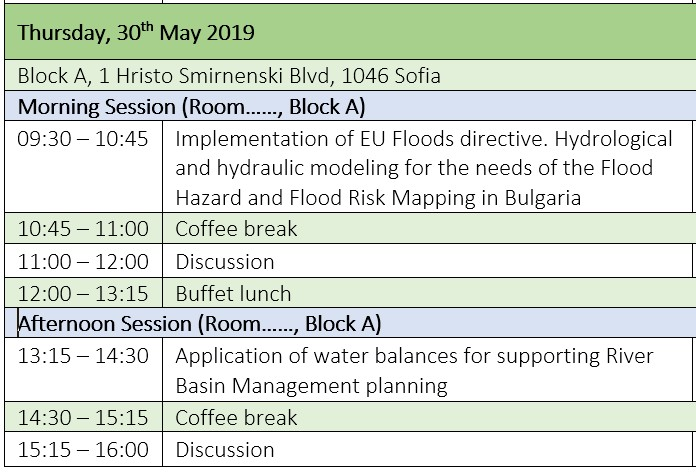 Thursday, 30th May 2019
Block A, 1 Hristo Smirnenski Blvd, 1046 Sofia
Morning Session (Room……, Block A)
09:30 – 10:45 Implementation of EU Floods directive. Hydrological
and hydraulic modeling for the needs of the Flood
Hazard and Flood Risk Mapping in Bulgaria
10:45 – 11:00 Coffee break
11:00 – 12:00 Discussion
12:00 – 13:15 Buffet lunch
Afternoon Session (Room……, Block A)
13:15 – 14:30 Application of water balances for supporting River
Basin Management planning
14:30 – 15:15 Coffee break
15:15 – 16:00 Discussion